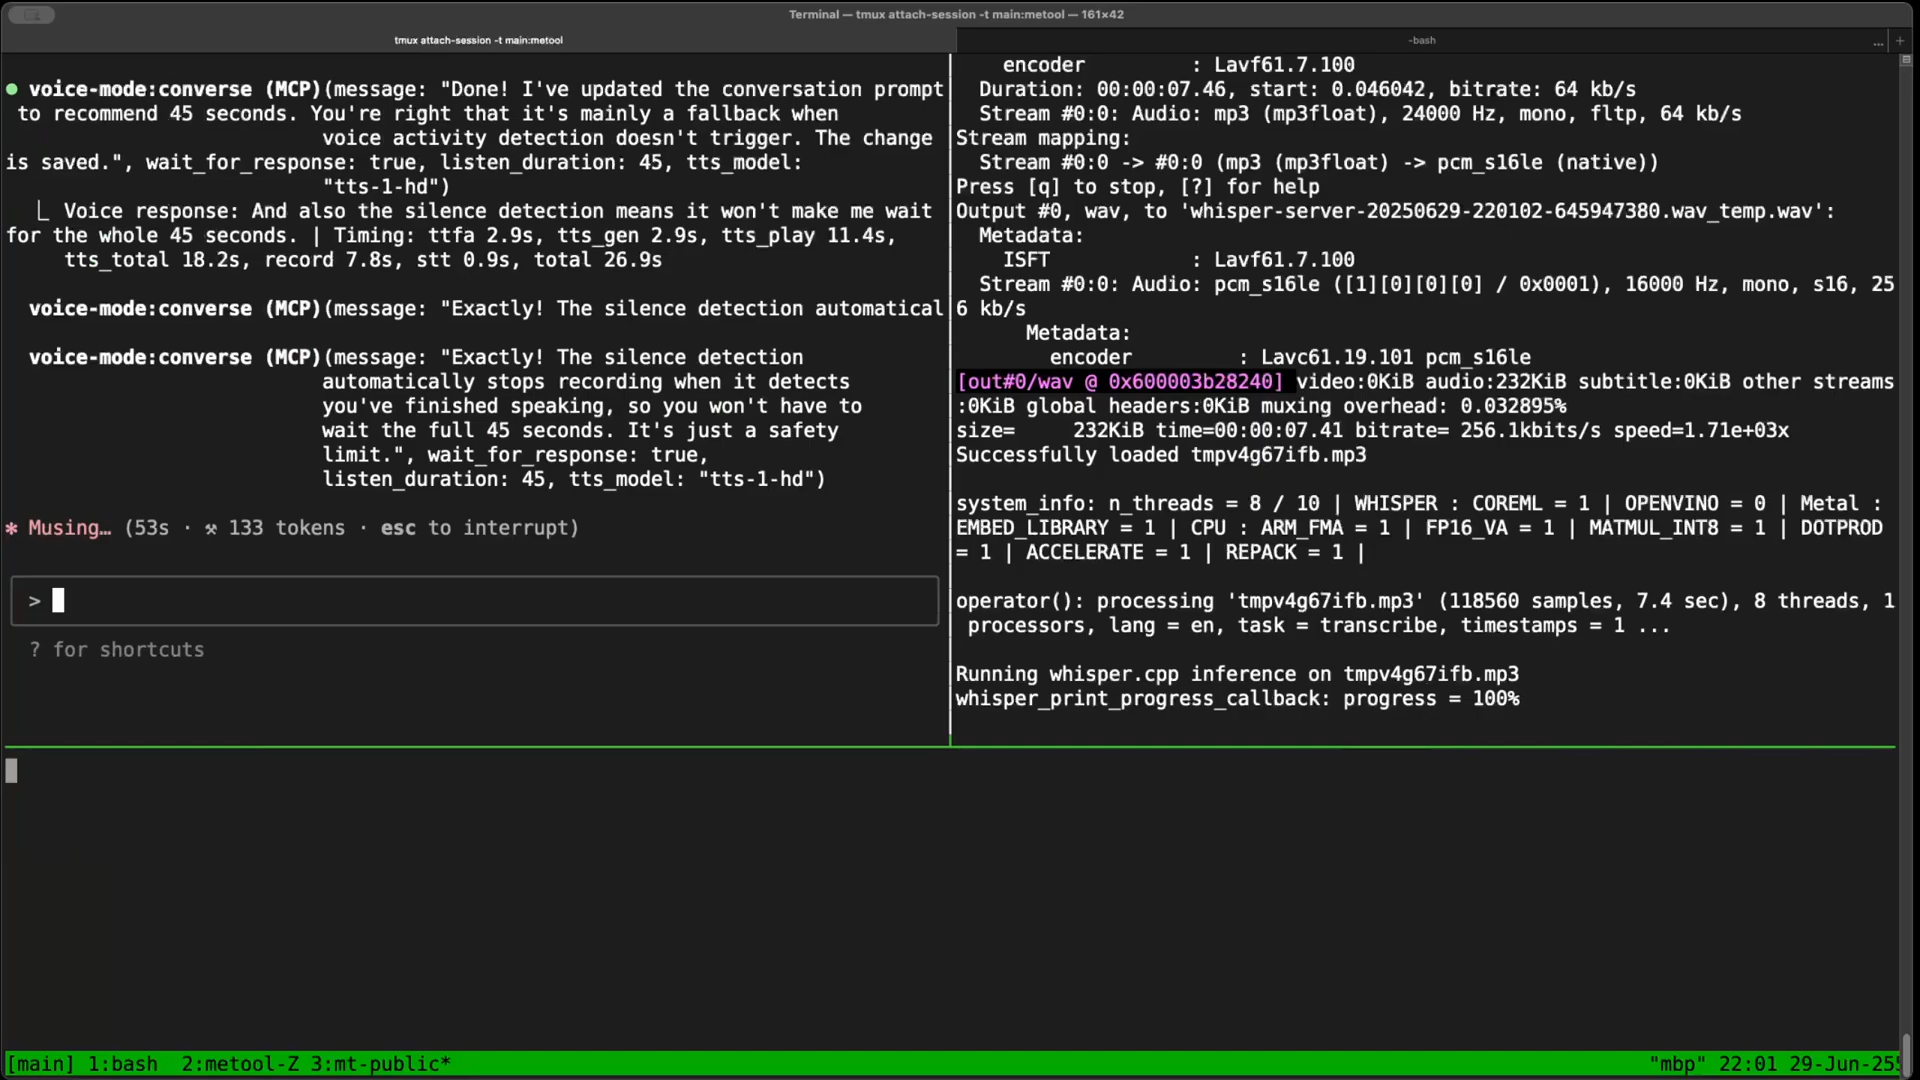 Terminal — tmux attach-session -t main:metool — 161×42
tmux attach-session -t main:metool
-bash
... +
● voice-mode:converse (MCP)(message: "Done! I've updated the conversation prompt
to recommend 45 seconds. You're right that it's mainly a fallback when
voice activity detection doesn't trigger. The change
is saved.", wait_for_response: true, listen_duration: 45, tts_model:
"tts-1-hd")
⎿ Voice response: And also the silence detection means it won't make me wait
for the whole 45 seconds. | Timing: ttfa 2.9s, tts_gen 2.9s, tts_play 11.4s,
tts_total 18.2s, record 7.8s, stt 0.9s, total 26.9s
voice-mode:converse (MCP)(message: "Exactly! The silence detection automatical
voice-mode:converse (MCP)(message: "Exactly! The silence detection
automatically stops recording when it detects
you've finished speaking, so you won't have to
wait the full 45 seconds. It's just a safety
limit.", wait_for_response: true,
listen_duration: 45, tts_model: "tts-1-hd")
✻ Musing… (53s · ⚒ 133 tokens · esc to interrupt)
>
? for shortcuts
encoder : Lavf61.7.100
Duration: 00:00:07.46, start: 0.046042, bitrate: 64 kb/s
Stream #0:0: Audio: mp3 (mp3float), 24000 Hz, mono, fltp, 64 kb/s
Stream mapping:
Stream #0:0 -> #0:0 (mp3 (mp3float) -> pcm_s16le (native))
Press [q] to stop, [?] for help
Output #0, wav, to 'whisper-server-20250629-220102-645947380.wav_temp.wav':
Metadata:
ISFT : Lavf61.7.100
Stream #0:0: Audio: pcm_s16le ([1][0][0][0] / 0x0001), 16000 Hz, mono, s16, 25
6 kb/s
Metadata:
encoder : Lavc61.19.101 pcm_s16le
[out#0/wav @ 0x600003b28240] video:0KiB audio:232KiB subtitle:0KiB other streams
:0KiB global headers:0KiB muxing overhead: 0.032895%
size= 232KiB time=00:00:07.41 bitrate= 256.1kbits/s speed=1.71e+03x
Successfully loaded tmpv4g67ifb.mp3
system_info: n_threads = 8 / 10 | WHISPER : COREML = 1 | OPENVINO = 0 | Metal :
EMBED_LIBRARY = 1 | CPU : ARM_FMA = 1 | FP16_VA = 1 | MATMUL_INT8 = 1 | DOTPROD
= 1 | ACCELERATE = 1 | REPACK = 1 |
operator(): processing 'tmpv4g67ifb.mp3' (118560 samples, 7.4 sec), 8 threads, 1
processors, lang = en, task = transcribe, timestamps = 1 ...
Running whisper.cpp inference on tmpv4g67ifb.mp3
whisper_print_progress_callback: progress = 100%
[main] 1:bash 2:metool-Z 3:mt-public* "mbp" 22:01 29-Jun-25